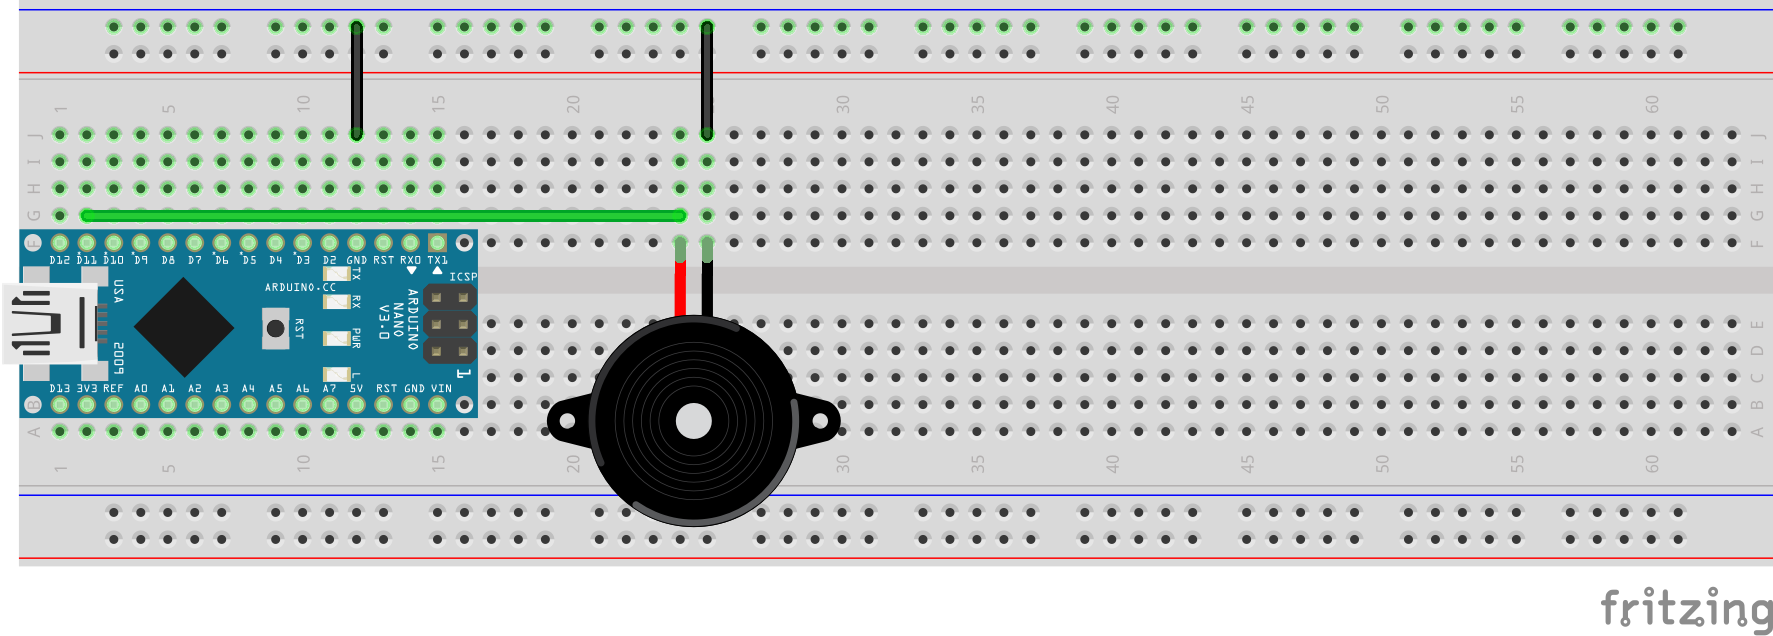 1 5 10 15 20 30 35 40 45 50 55 60
J J
I I
H H
G G
F F
D12 D11 D10 D9 D8 D7 D6 D5 D4 D3 D2 GND RST RX0 TX1
ICSP
USA
ARDUINO.CC
TX
RX
RST
PWR
L
ARDUINO
NANO
V3.0
2009
1
D13 3V3 REF A0 A1 A2 A3 A4 A5 A6 A7 5V RST GND VIN
E
D
C
B B
A A
1 5 10 15 20 30 35 40 45 50 55 60
fritzing